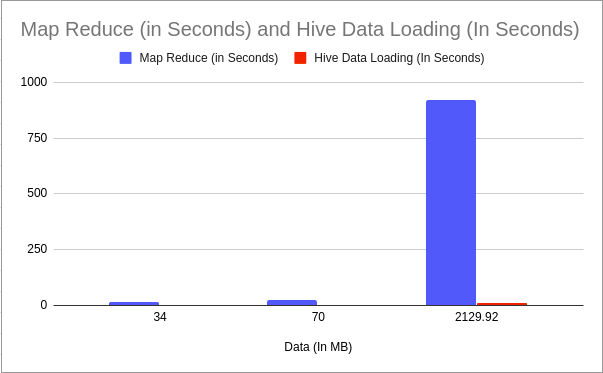 Map Reduce (in Seconds) and Hive Data Loading (In Seconds)
Map Reduce (in Seconds) Hive Data Loading (In Seconds)
1000
750
500
250
0
34 70 2129.92
Data (In MB)